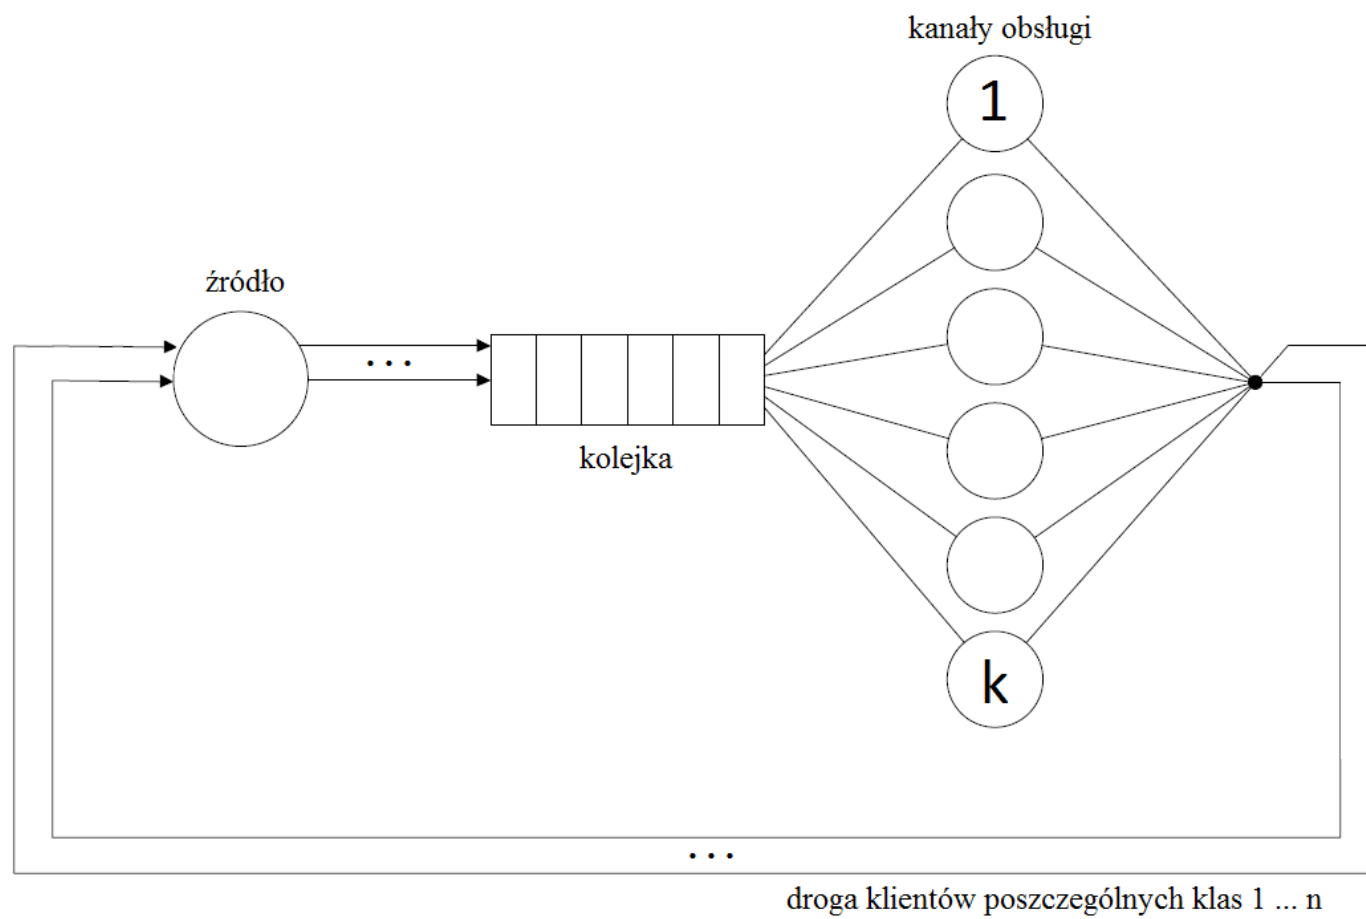 kanały obsługi
1
źródło
...
kolejka
k
...
droga klientów poszczególnych klas 1 ... n